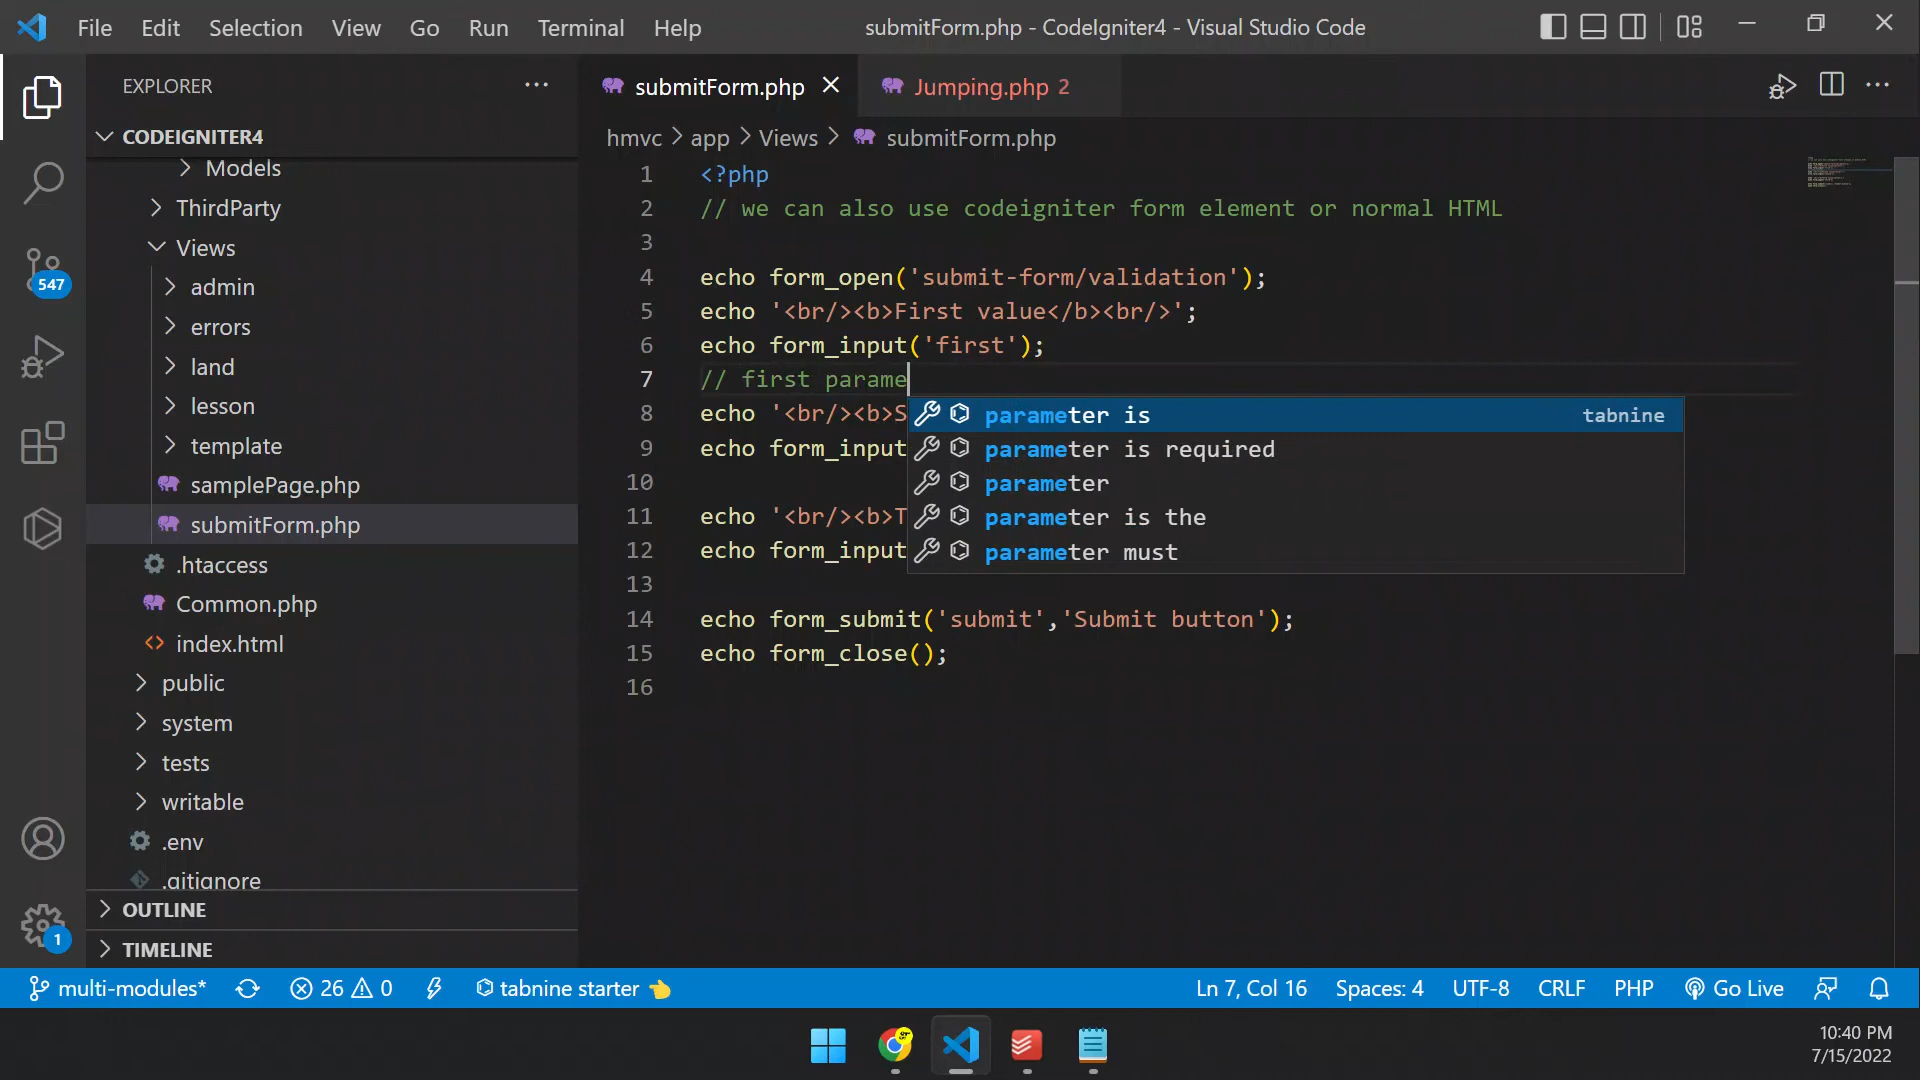 File Edit Selection View Go Run Terminal Help
submitForm.php - CodeIgniter4 - Visual Studio Code
EXPLORER
CODEIGNITER4
Models
ThirdParty
Views
admin
errors
land
lesson
template
samplePage.php
submitForm.php
.htaccess
Common.php
index.html
public
system
tests
writable
.env
.gitignore
OUTLINE
TIMELINE
547
1
submitForm.php
Jumping.php 2
hmvc > app > Views > submitForm.php
1 <?php
2 // we can also use codeigniter form element or normal HTML
3
4 echo form_open('submit-form/validation');
5 echo '<br/><b>First value</b><br/>';
6 echo form_input('first');
7 // first parame
8 echo '<br/><b>S
9 echo form_input
10
11 echo '<br/><b>T
12 echo form_input
13
14 echo form_submit('submit','Submit button');
15 echo form_close();
16
parameter is tabnine
parameter is required
parameter
parameter is the
parameter must
multi-modules* 26 0 tabnine starter
Ln 7, Col 16 Spaces: 4 UTF-8 CRLF PHP Go Live
10:40 PM
7/15/2022